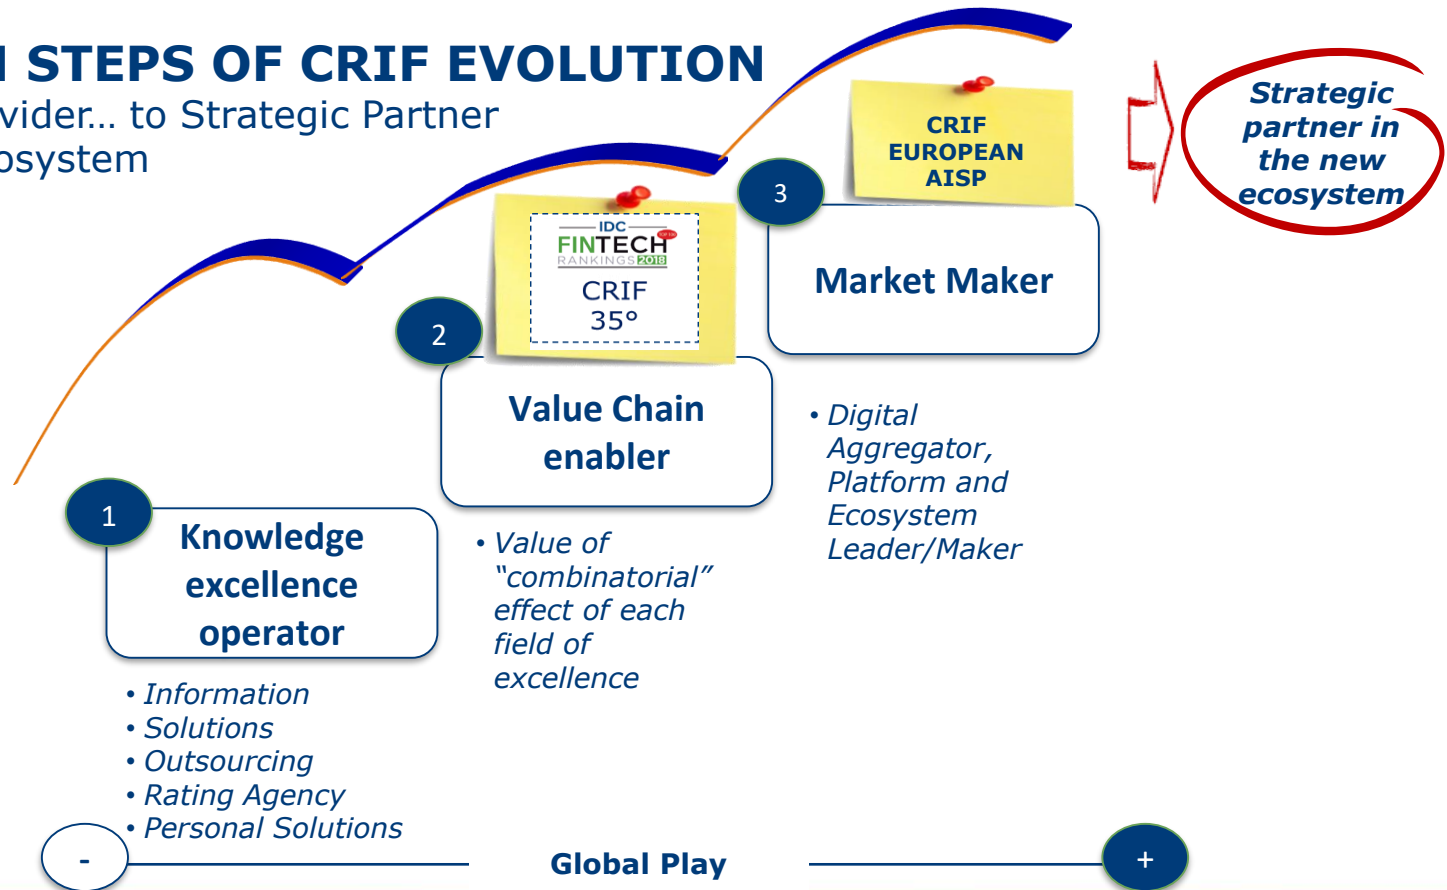 STEPS OF CRIF EVOLUTION
vider… to Strategic Partner
osystem
Strategic
partner in
the new
ecosystem
CRIF
EUROPEAN
AISP
3
Market Maker
• Digital
Aggregator,
Platform and
Ecosystem
Leader/Maker
IDC
FINTECH
RANKINGS 2018
CRIF
35°
2
Value Chain
enabler
• Value of
“combinatorial”
effect of each
field of
excellence
1
Knowledge
excellence
operator
• Information
• Solutions
• Outsourcing
• Rating Agency
• Personal Solutions
-
Global Play
+